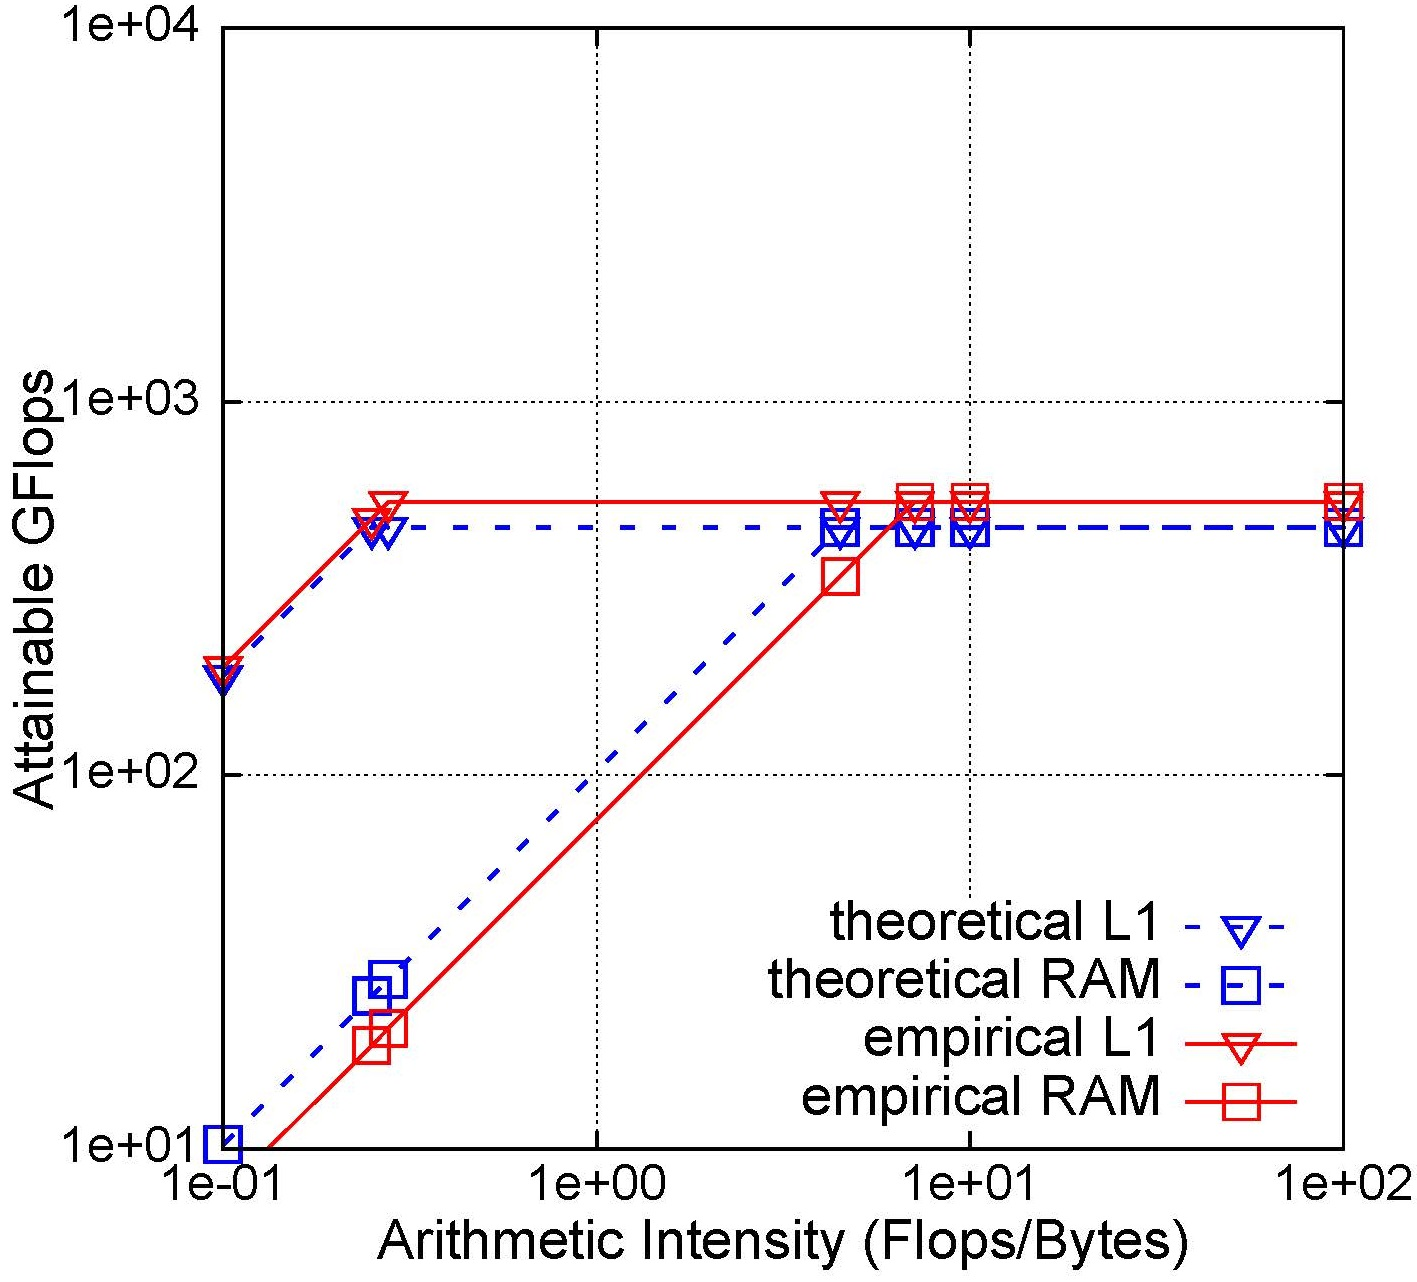 1e+04
1e+03
1e+02
1e+01
Attainable GFlops
theoretical L1
theoretical RAM
empirical L1
empirical RAM
1e-01 1e+00 1e+01 1e+02
Arithmetic Intensity (Flops/Bytes)